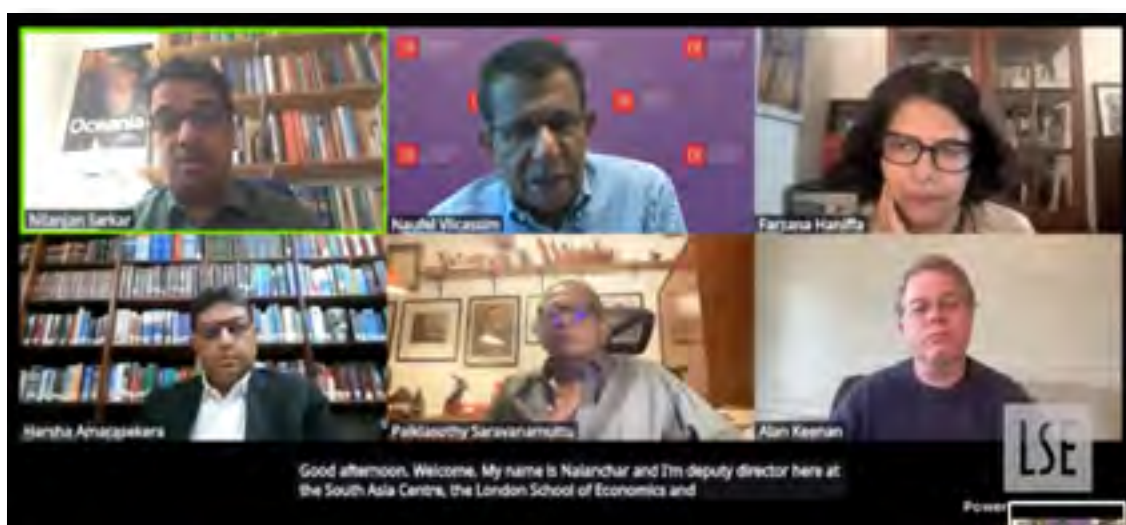 Oceania
Nilanjan Sarkar
Naufel Vilcassim
Farzana Haniffa
Harsha Amarasekera
Paikiasothy Saravanamuttu
Alan Keenan
LSE
Good afternoon. Welcome. My name is Nalanchar and I'm deputy director here at
the South Asia Centre, the London School of Economics and
Power